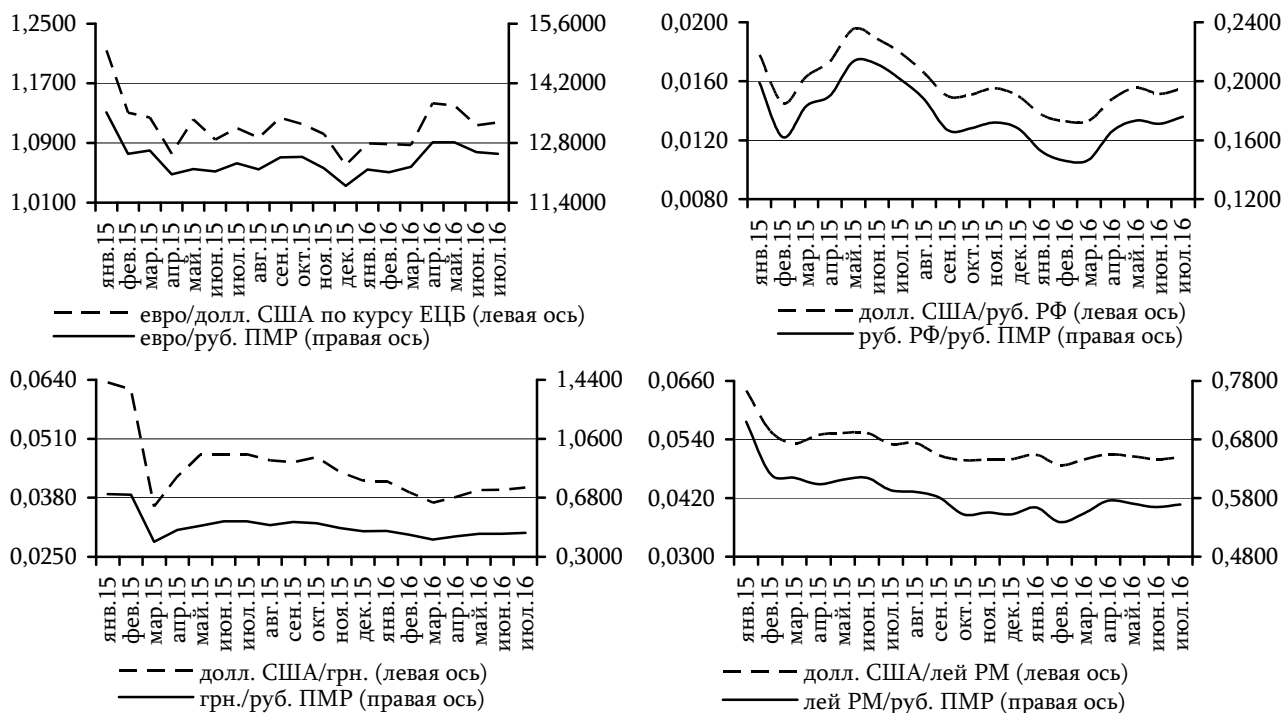 1,2500
1,1700
1,0900
1,0100
15,6000
14,2000
12,8000
11,4000
янв.15
фев.15
мар.15
апр.15
май.15
июн.15
июл.15
авг.15
сен.15
окт.15
ноя.15
дек.15
янв.16
фев.16
мар.16
апр.16
май.16
июн.16
июл.16
евро/долл. США по курсу ЕЦБ (левая ось)
евро/руб. ПМР (правая ось)
0,0200
0,0160
0,0120
0,0080
0,2400
0,2000
0,1600
0,1200
янв.15
фев.15
мар.15
апр.15
май.15
июн.15
июл.15
авг.15
сен.15
окт.15
ноя.15
дек.15
янв.16
фев.16
мар.16
апр.16
май.16
июн.16
июл.16
долл. США/руб. РФ (левая ось)
руб. РФ/руб. ПМР (правая ось)
0,0640
0,0510
0,0380
0,0250
1,4400
1,0600
0,6800
0,3000
янв.15
фев.15
мар.15
апр.15
май.15
июн.15
июл.15
авг.15
сен.15
окт.15
ноя.15
дек.15
янв.16
фев.16
мар.16
апр.16
май.16
июн.16
июл.16
долл. США/грн. (левая ось)
грн./руб. ПМР (правая ось)
0,0660
0,0540
0,0420
0,0300
0,7800
0,6800
0,5800
0,4800
янв.15
фев.15
мар.15
апр.15
май.15
июн.15
июл.15
авг.15
сен.15
окт.15
ноя.15
дек.15
янв.16
фев.16
мар.16
апр.16
май.16
июн.16
июл.16
долл. США/лей РМ (левая ось)
лей РМ/руб. ПМР (правая ось)